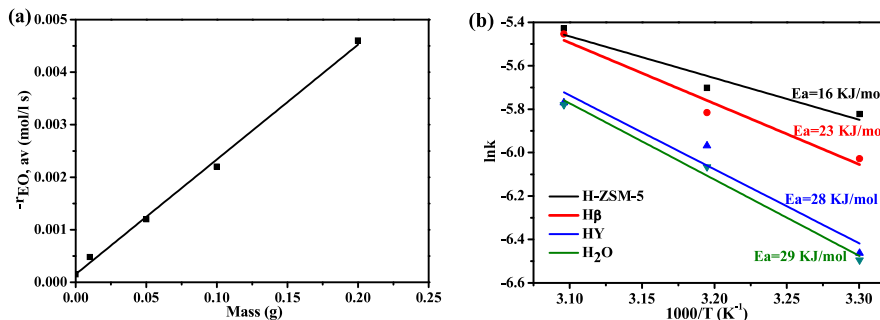 (a)
0.005
0.004
0.003
0.002
0.001
0.000
-rEO, av (mol/l s)
0.00
0.05
0.10
0.15
0.20
0.25
Mass (g)
(b)
-5.4
-5.6
-5.8
-6.0
-6.2
-6.4
-6.6
lnk
Ea=16 KJ/mol
Ea=23 KJ/mol
Ea=28 KJ/mol
Ea=29 KJ/mol
H-ZSM-5
Hβ
HY
H2O
3.10
3.15
3.20
3.25
3.30
1000/T (K⁻¹)